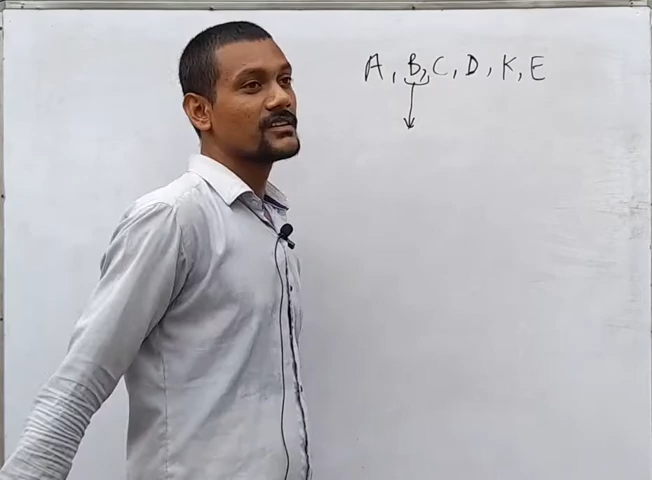 A, B, C, D, K, E